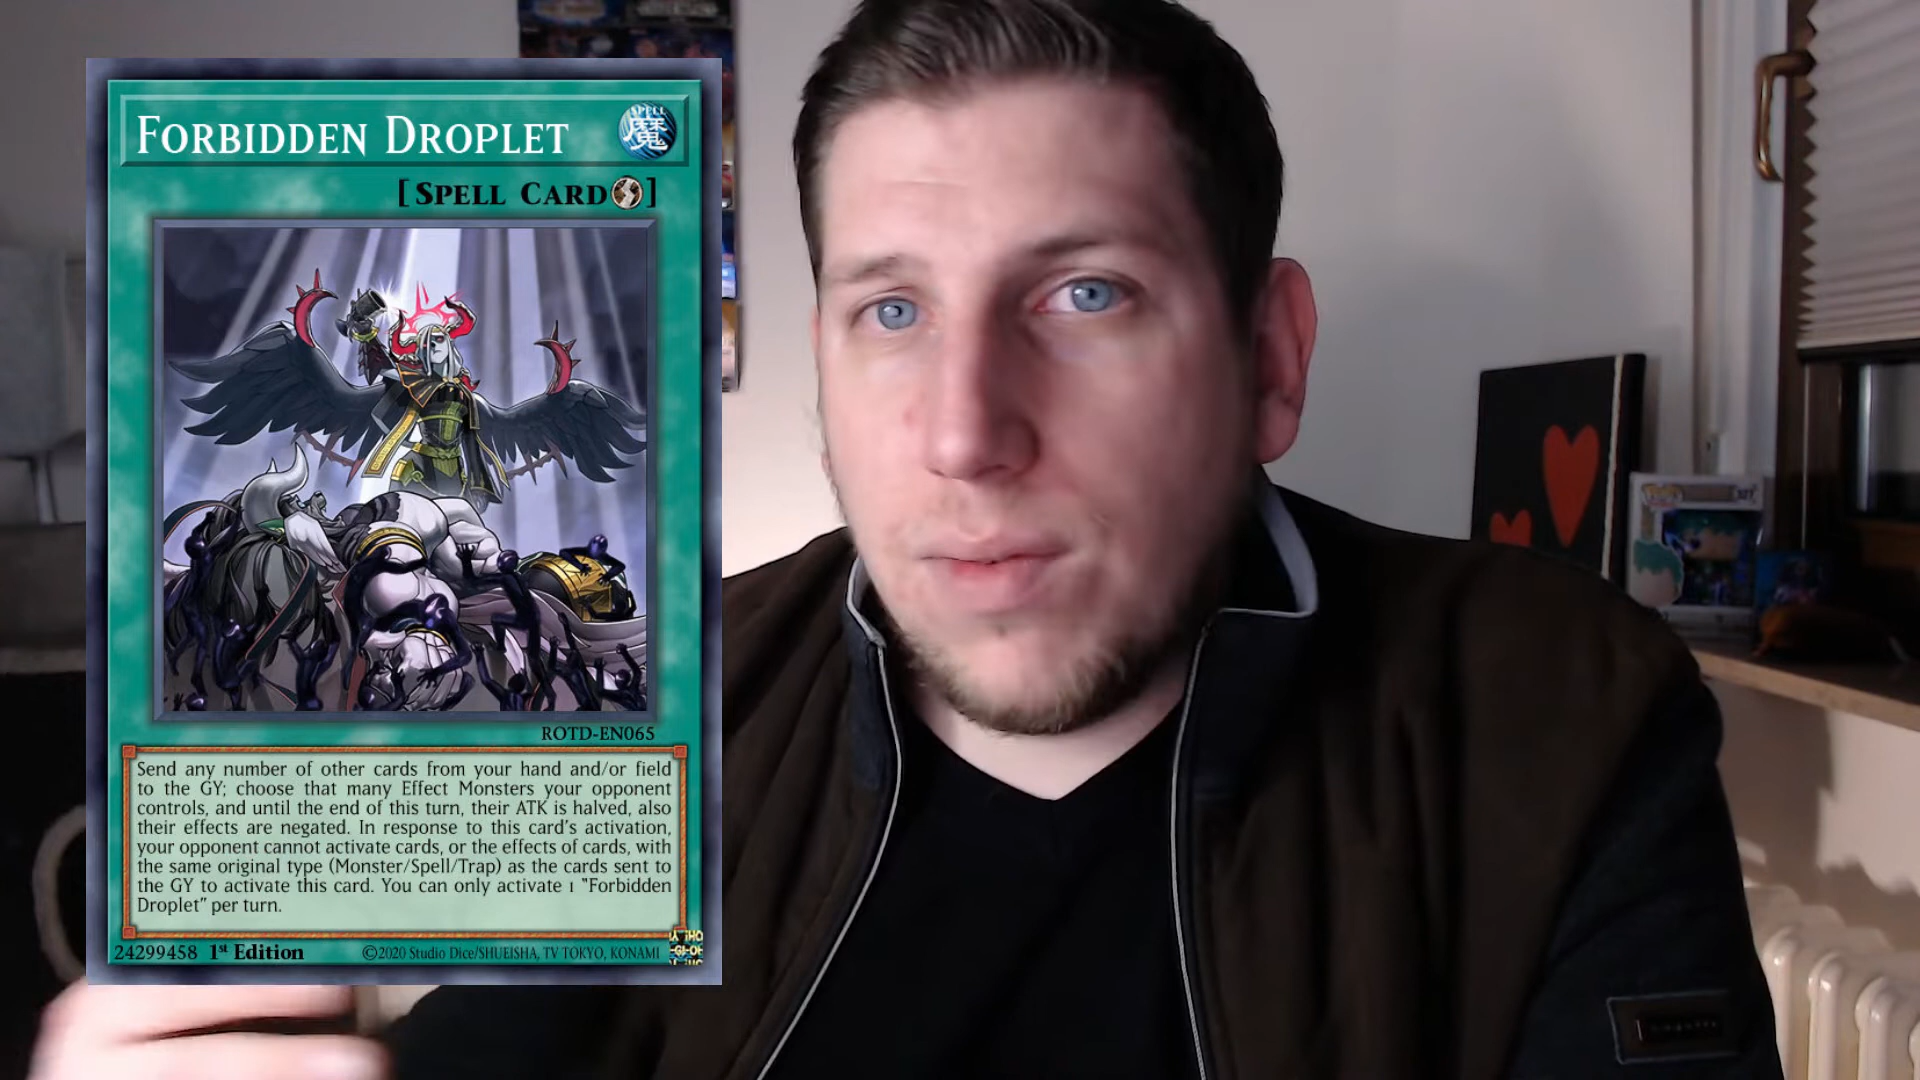 FORBIDDEN DROPLET
SPELL
魔
[SPELL CARD]
ROTD-EN065
Send any number of other cards from your hand and/or field
to the GY; choose that many Effect Monsters your opponent
controls, and until the end of this turn, their ATK is halved, also
their effects are negated. In response to this card's activation,
your opponent cannot activate cards, or the effects of cards, with
the same original type (Monster/Spell/Trap) as the cards sent to
the GY to activate this card. You can only activate 1 "Forbidden
Droplet" per turn.
24299458 1st Edition ©2020 Studio Dice/SHUEISHA, TV TOKYO, KONAMI